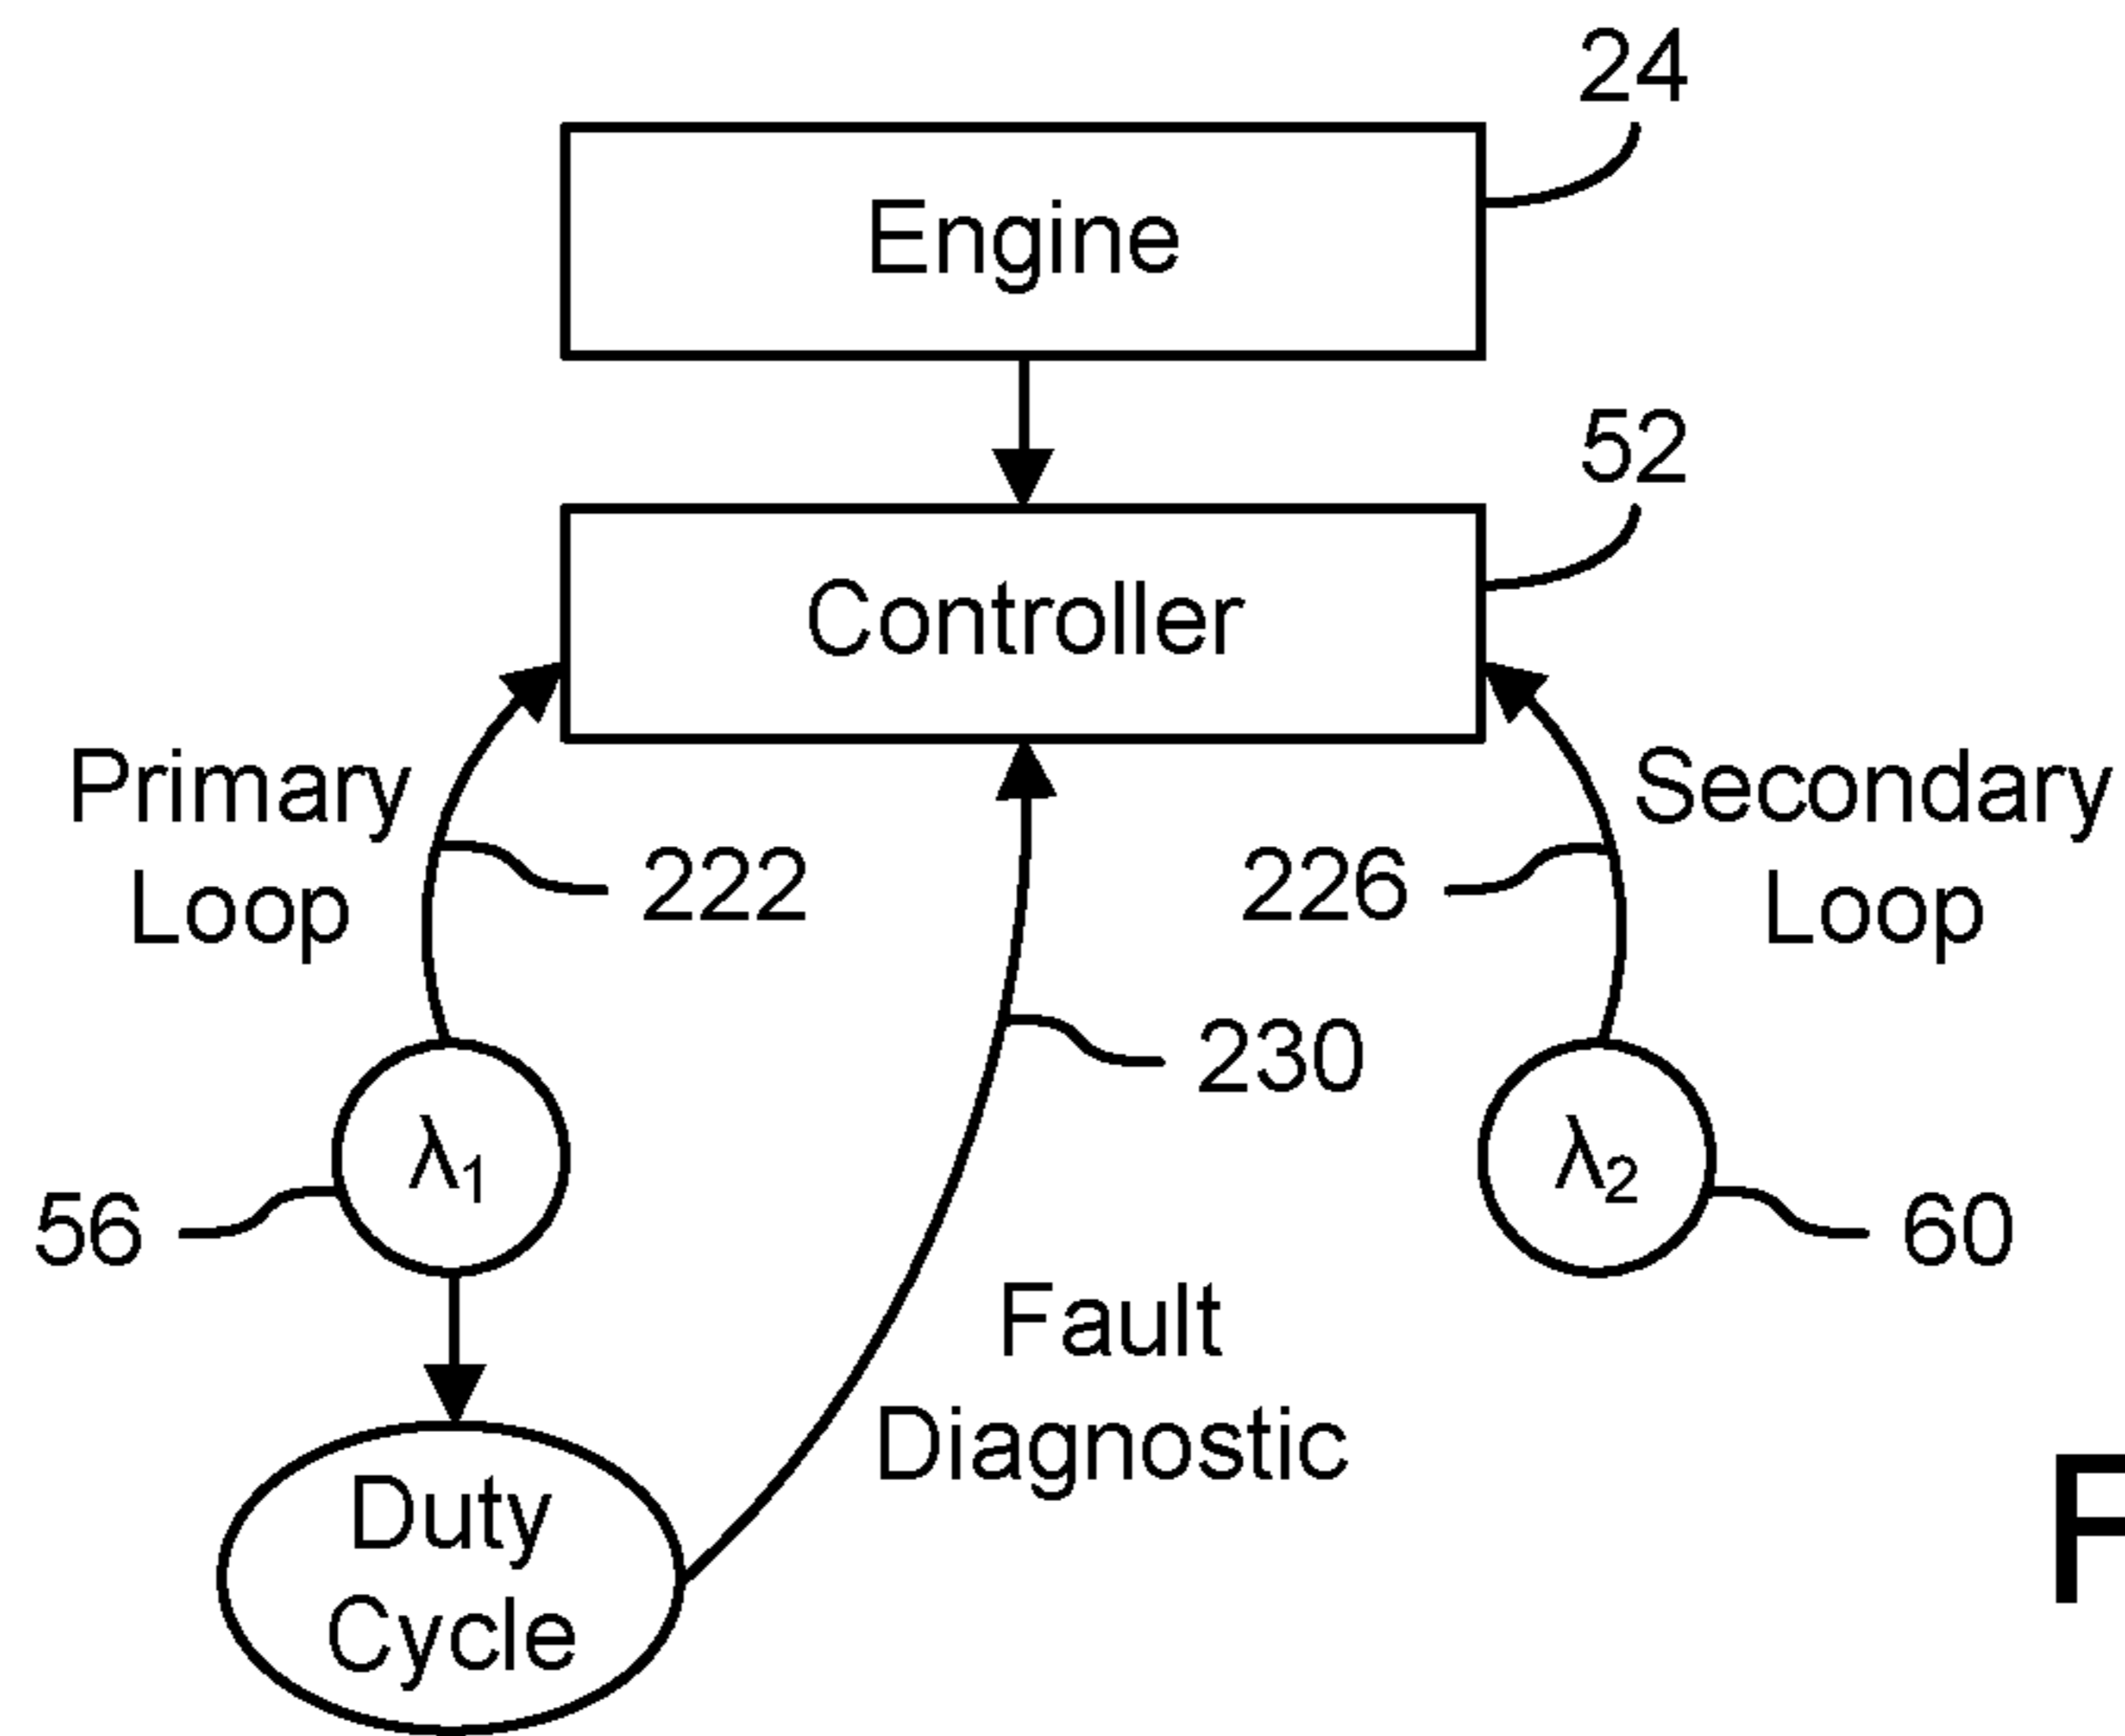 24
Engine
52
Controller
Primary
Loop
222
226
Secondary
Loop
230
λ₁
λ₂
56
60
Fault
Diagnostic
Duty
Cycle
F